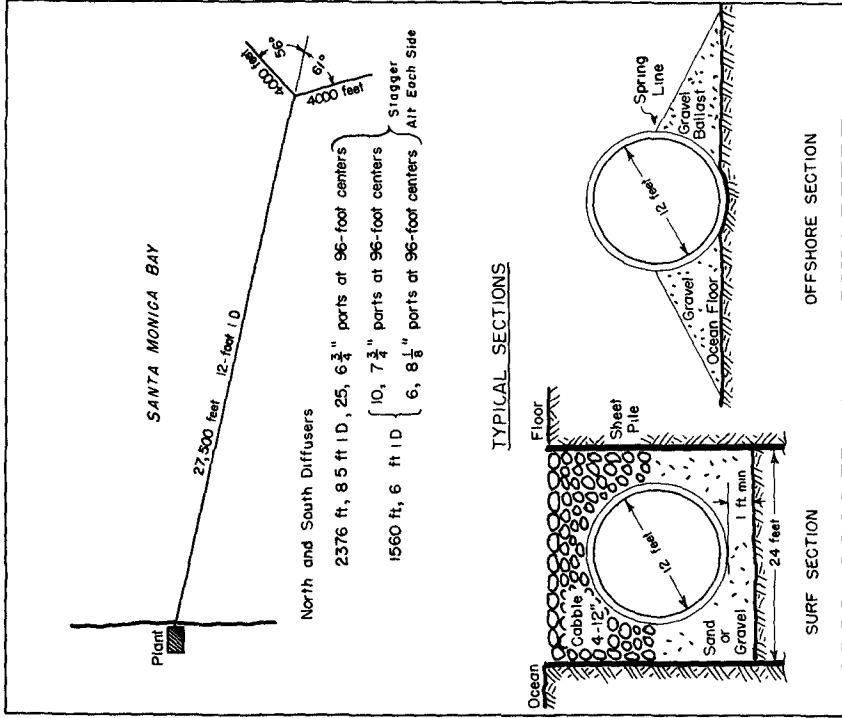 SANTA MONICA BAY
Plant
27,500 feet 12-foot I D
4000 feet
56°
61°
4000 feet
North and South Diffusers
2376 ft, 8 5 ft I D, 25, 6 3/4" ports at 96-foot centers
10, 7 3/4" ports at 96-foot centers
1560 ft, 6 ft I D
6, 8 1/8" ports at 96-foot centers
Stagger
Alt Each Side
TYPICAL SECTIONS
Ocean
Floor
Cobble
4-12"
Sheet
Pile
12 feet
Sand
or
Gravel
1 ft min
24 feet
SURF SECTION
Spring
Line
12 feet
Gravel
Gravel
Ballast
Ocean Floor
OFFSHORE SECTION